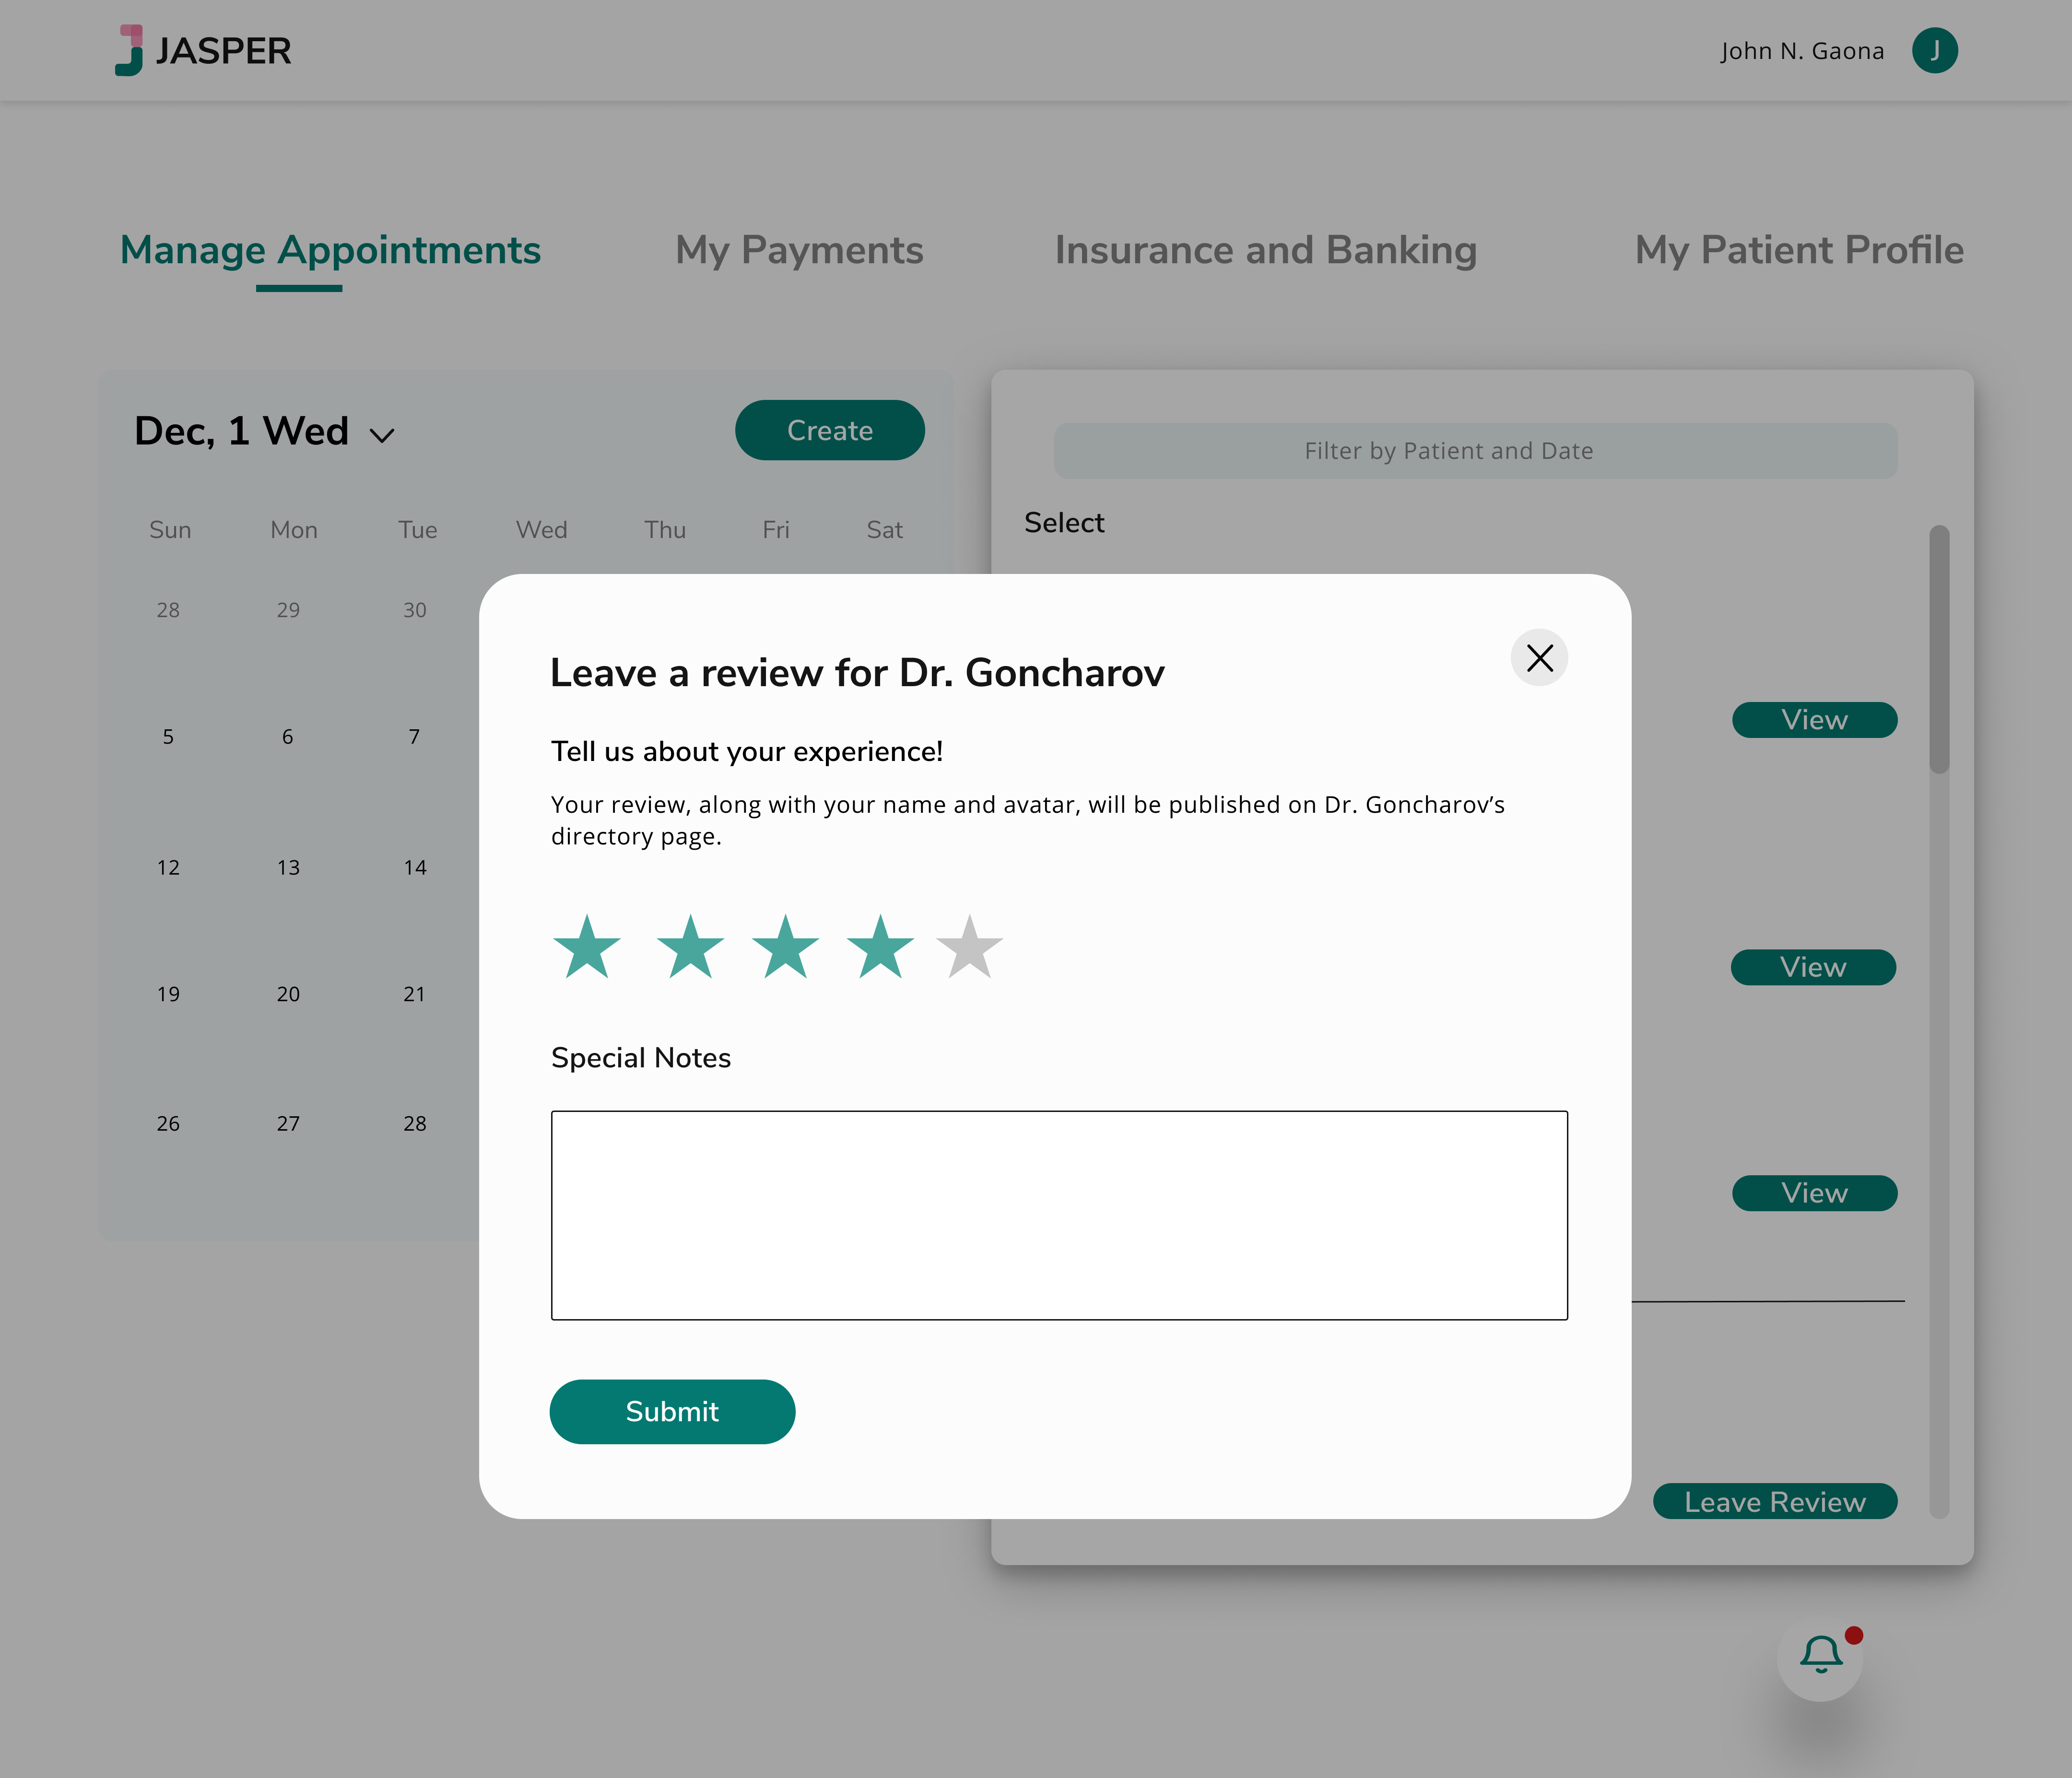 JASPER
John N. Gaona
J
Manage Appointments
My Payments
Insurance and Banking
My Patient Profile
Dec, 1 Wed
Create
Sun Mon Tue Wed Thu Fri Sat
28 29 30
5 6 7
12 13 14
19 20 21
26 27 28
Filter by Patient and Date
Select
View
View
View
Leave Review
Leave a review for Dr. Goncharov
Tell us about your experience!
Your review, along with your name and avatar, will be published on Dr. Goncharov’s
directory page.
Special Notes
Submit